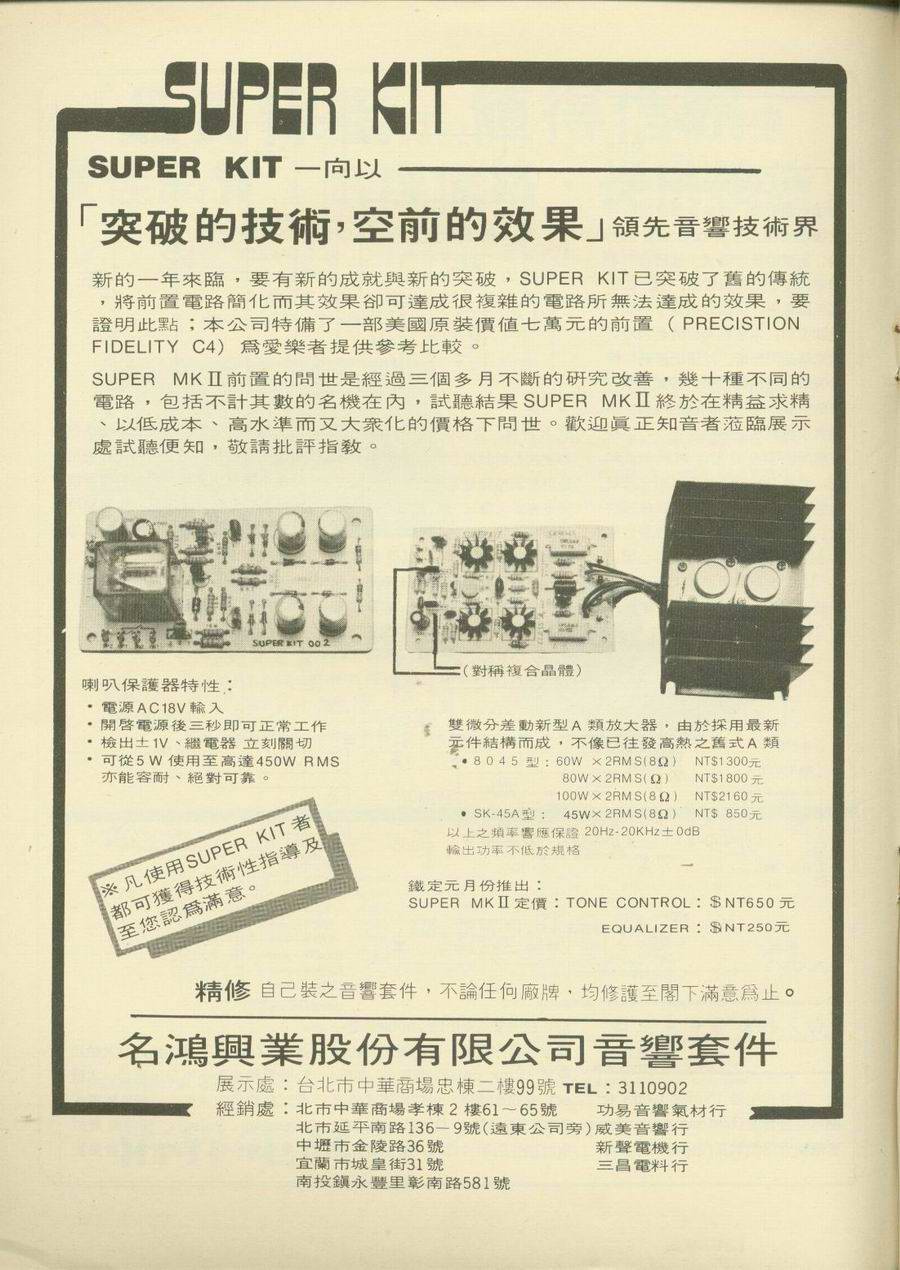 SUPER KIT
SUPER KIT 一向以
「突破的技術，空前的效果」領先音響技術界
新的一年來臨，要有新的成就與新的突破，SUPER KIT已突破了舊的傳統
，將前置電路簡化而其效果卻可達成很複雜的電路所無法達成的效果，要
證明此點；本公司特備了一部美國原裝價值七萬元的前置（PRECISTION
FIDELITY C4）爲愛樂者提供參考比較。
SUPER MKⅡ前置的問世是經過三個多月不斷的研究改善，幾十種不同的
電路，包括不計其數的名機在內，試聽結果SUPER MKⅡ終於在精益求精
、以低成本、高水準而又大衆化的價格下問世。歡迎眞正知音者蒞臨展示
處試聽便知，敬請批評指敎。
SUPER KIT 002
(對稱複合晶體)
喇叭保護器特性：
• 電源AC18V輸入
• 開啓電源後三秒即可正常工作
• 檢出±1V、繼電器 立刻關切
• 可從5W使用至高達450W RMS
亦能容耐、絕對可靠。
雙微分差動新型A類放大器，由於採用最新
元件結構而成，不像已往發高熱之舊式A類
• 8045型：60W×2RMS(8Ω) NT$1300元
80W×2RMS(Ω) NT$1800元
100W×2RMS(8Ω) NT$2160元
• SK-45A型： 45W×2RMS(8Ω) NT$ 850元
以上之頻率響應保證 20Hz-20KHz±0dB
輸出功率不低於規格
※凡使用SUPER KIT者
都可獲得技術性指導及
至您認爲滿意。
鐵定元月份推出：
SUPER MKⅡ定價：TONE CONTROL：$NT650元
EQUALIZER：$NT250元
精修 自己裝之音響套件，不論任何廠牌，均修護至閣下滿意爲止。
名鴻興業股份有限公司音響套件
展示處：台北市中華商場忠棟二樓99號 TEL：3110902
經銷處：北市中華商場孝棟2樓61～65號 功易音響氣材行
北市延平南路136－9號(遠東公司旁)威美音響行
中壢市金陵路36號 新聲電機行
宜蘭市城皇街31號 三昌電料行
南投鎭永豐里彰南路581號